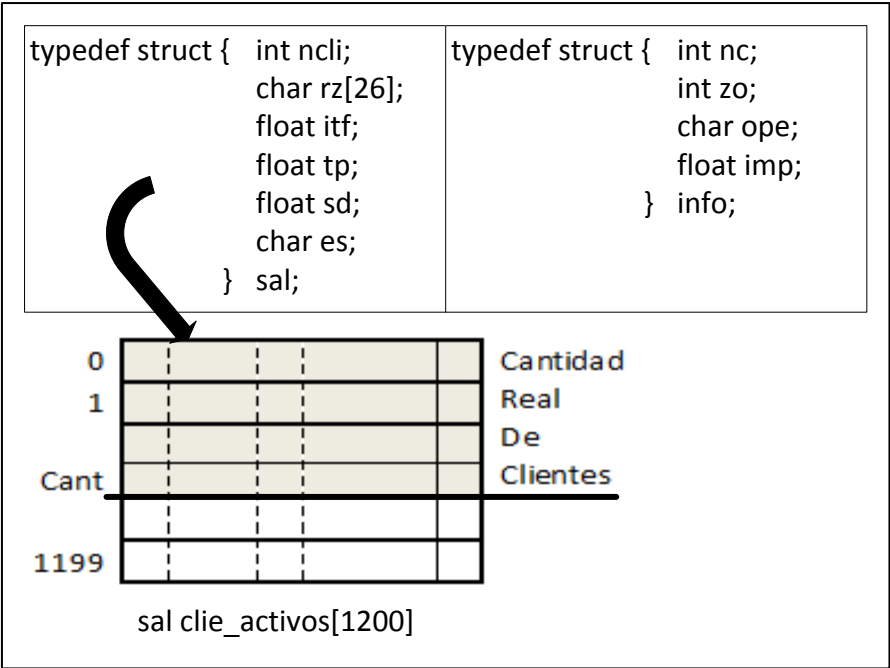 typedef struct { int ncli;
char rz[26];
float itf;
float tp;
float sd;
char es;
} sal;
typedef struct { int nc;
int zo;
char ope;
float imp;
} info;
0
1
Cant
1199
Cantidad
Real
De
Clientes
sal clie_activos[1200]